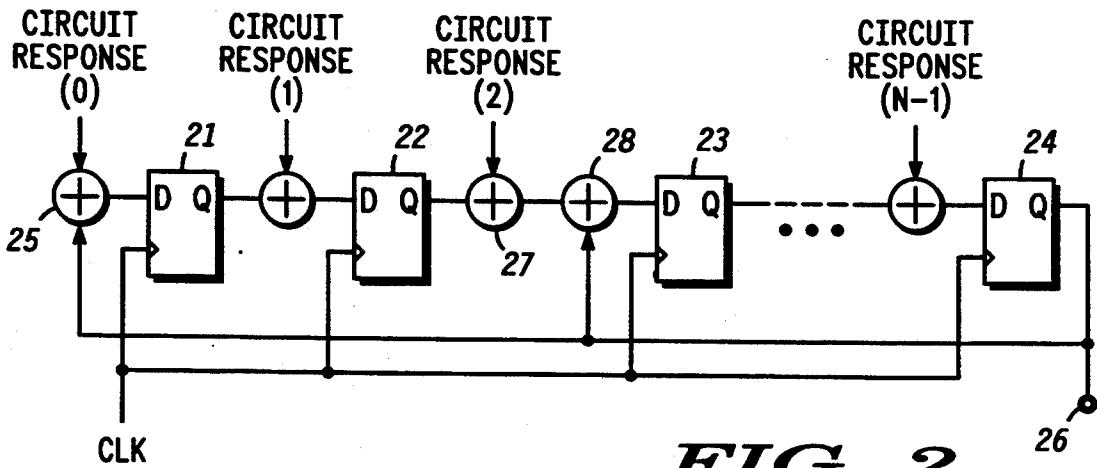 CIRCUIT
RESPONSE
(0)
CIRCUIT
RESPONSE
(1)
CIRCUIT
RESPONSE
(2)
CIRCUIT
RESPONSE
(N-1)
21
22
28
23
24
D Q
D Q
D Q
D Q
25
27
26
CLK
FIG. 2